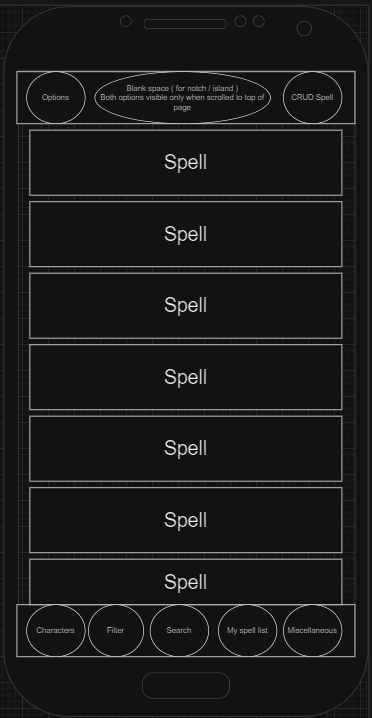 Options
Blank space ( for notch / island )
Both options visible only when scrolled to top of
page
CRUD Spell
Spell
Spell
Spell
Spell
Spell
Spell
Spell
Characters
Filter
Search
My spell list
Miscellaneous